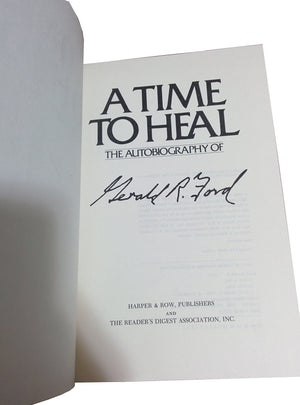 A TIME
TO HEAL
THE AUTOBIOGRAPHY OF
Gerald R. Ford
HARPER & ROW, PUBLISHERS
AND
THE READER'S DIGEST ASSOCIATION, INC.